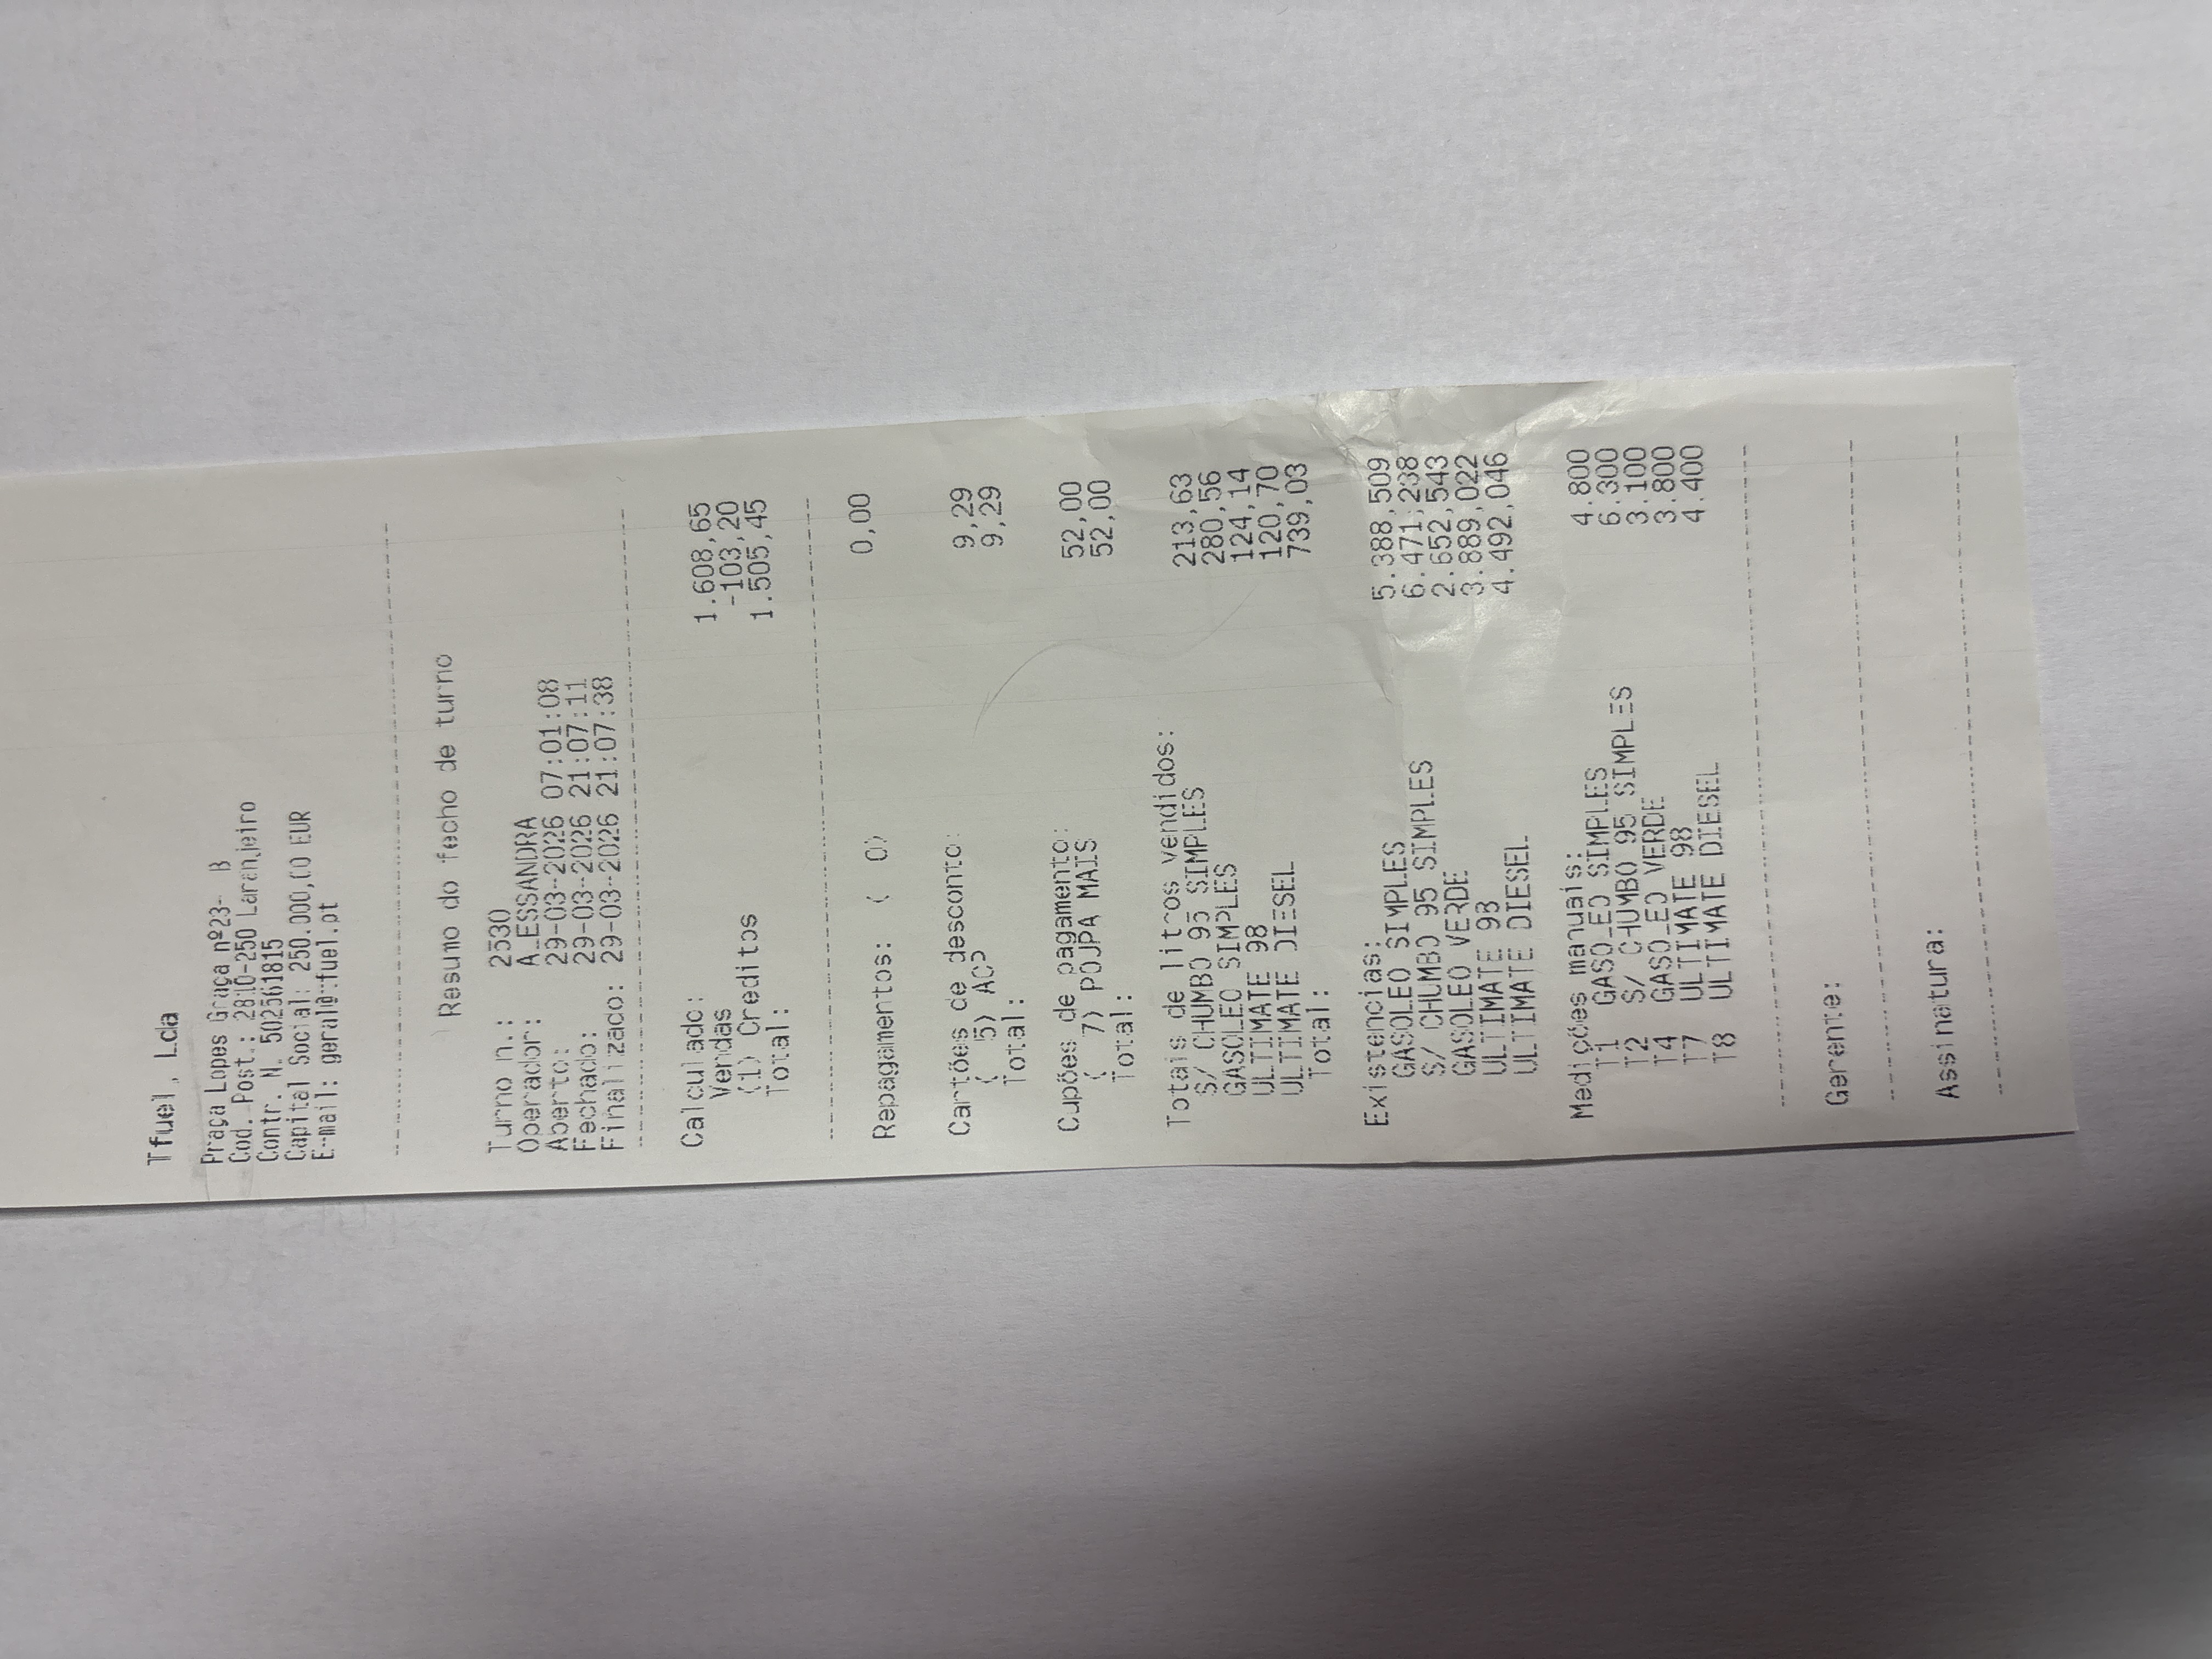 Tfuel, Lda
Praça Lopes Graça nº23- B
Cod. Post.: 2810-250 Laranjeiro
Contr. N. 502561815
Capital Social: 250.000,00 EUR
E-mail: geral@tfuel.pt
Resumo do fecho de turno
Turno n.: 2530
Operador: ALESSANDRA
Aberto: 29-03-2026 07:01:08
Fechado: 29-03-2026 21:07:11
Finalizado: 29-03-2026 21:07:38
Calculado:
Vendas 1.608,65
(1) Creditos -103,20
Total: 1.505,45
Repagamentos: ( 0) 0,00
Cartões de desconto:
( 5) ACP 9,29
Total: 9,29
Cupões de pagamento:
( 7) POUPA MAIS 52,00
Total: 52,00
Totais de litros vendidos:
S/ CHUMBO 95 SIMPLES 213,63
GASOLEO SIMPLES 280,56
ULTIMATE 98 124,14
ULTIMATE DIESEL 120,70
Total: 739,03
Existencias:
GASOLEO SIMPLES 5.388,509
S/ CHUMBO 95 SIMPLES 6.471,238
GASOLEO VERDE 2.652,543
ULTIMATE 98 3.889,022
ULTIMATE DIESEL 4.492,046
Medições manuais:
T1 GASOLEO SIMPLES 4.800
T2 S/ CHUMBO 95 SIMPLES 6.300
T4 GASOLEO VERDE 3.100
T7 ULTIMATE 98 3.800
T8 ULTIMATE DIESEL 4.400
Gerente:
Assinatura: